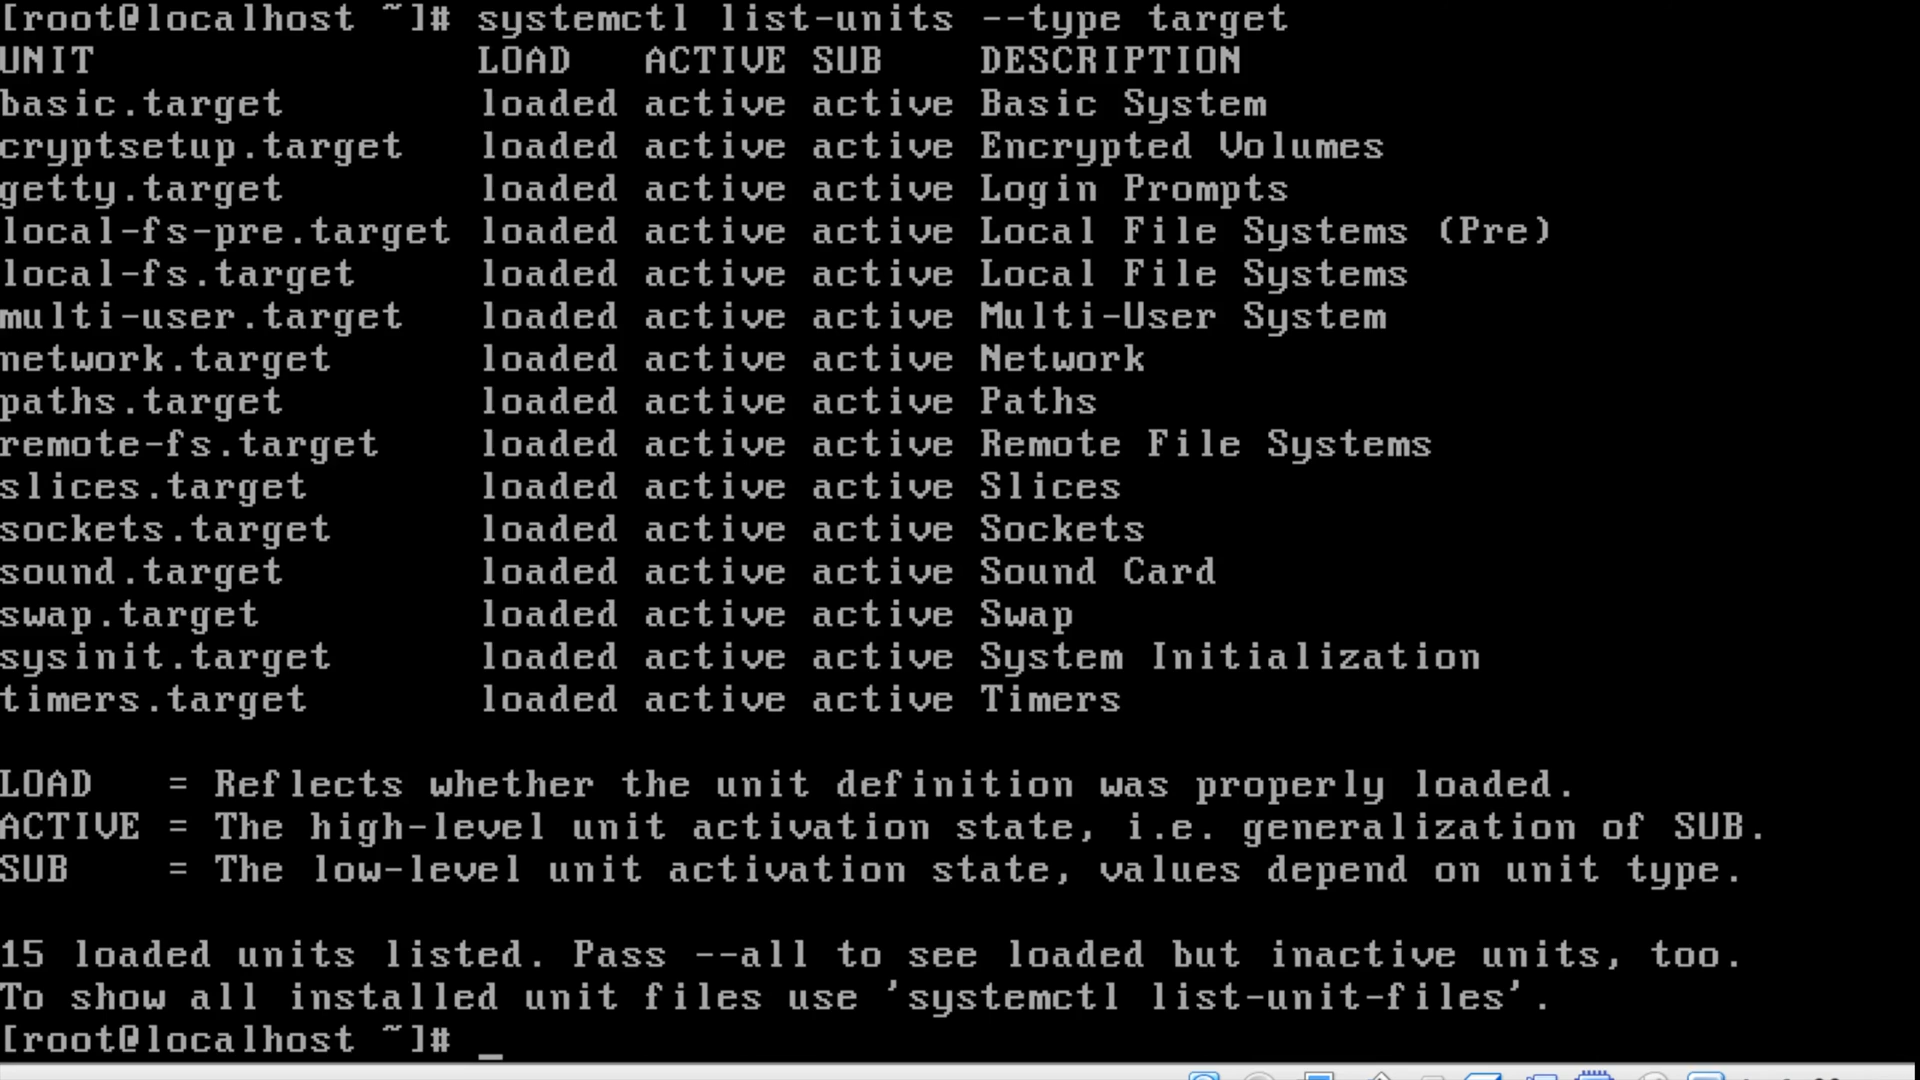 [root@localhost ~]# systemctl list-units --type target
UNIT LOAD ACTIVE SUB DESCRIPTION
basic.target loaded active active Basic System
cryptsetup.target loaded active active Encrypted Volumes
getty.target loaded active active Login Prompts
local-fs-pre.target loaded active active Local File Systems (Pre)
local-fs.target loaded active active Local File Systems
multi-user.target loaded active active Multi-User System
network.target loaded active active Network
paths.target loaded active active Paths
remote-fs.target loaded active active Remote File Systems
slices.target loaded active active Slices
sockets.target loaded active active Sockets
sound.target loaded active active Sound Card
swap.target loaded active active Swap
sysinit.target loaded active active System Initialization
timers.target loaded active active Timers
LOAD = Reflects whether the unit definition was properly loaded.
ACTIVE = The high-level unit activation state, i.e. generalization of SUB.
SUB = The low-level unit activation state, values depend on unit type.
15 loaded units listed. Pass --all to see loaded but inactive units, too.
To show all installed unit files use 'systemctl list-unit-files'.
[root@localhost ~]# _